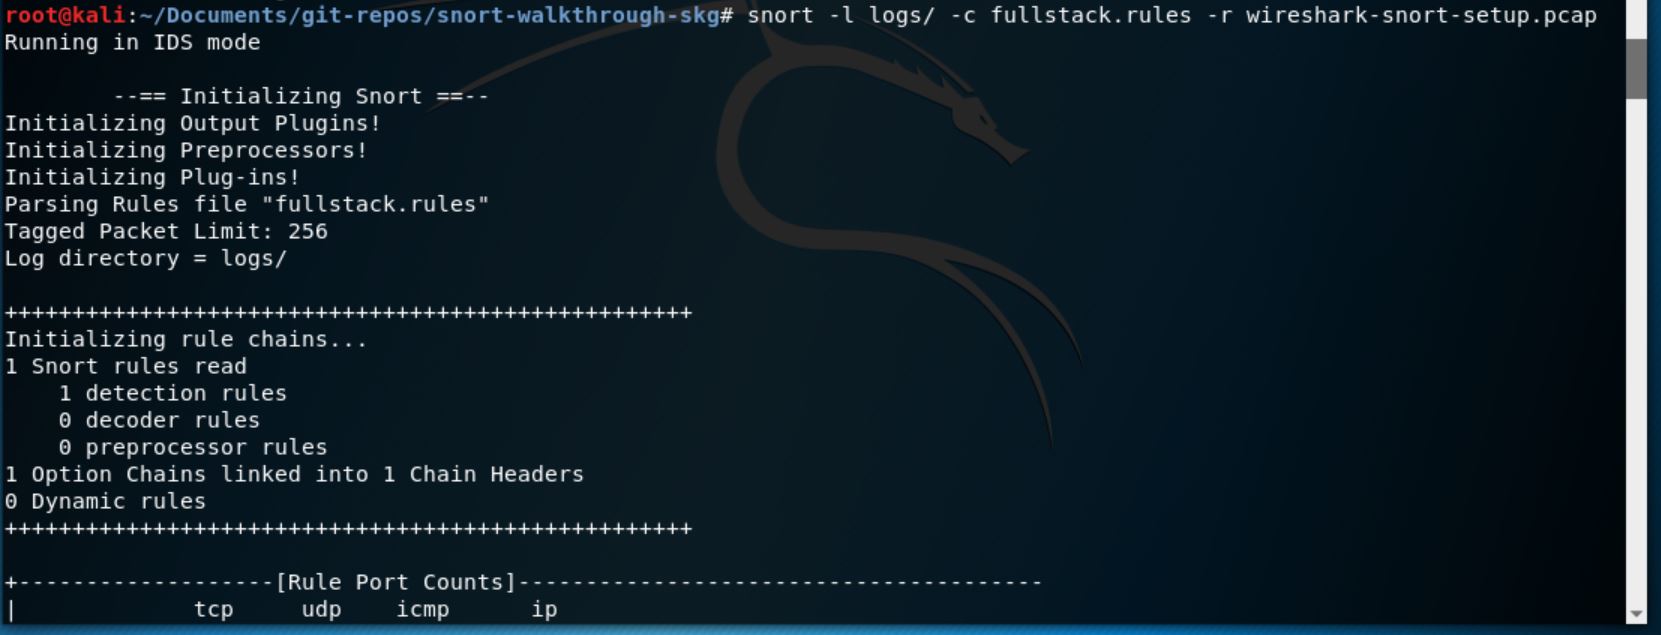 root@kali:~/Documents/git-repos/snort-walkthrough-skg# snort -l logs/ -c fullstack.rules -r wireshark-snort-setup.pcap
Running in IDS mode
--== Initializing Snort ==--
Initializing Output Plugins!
Initializing Preprocessors!
Initializing Plug-ins!
Parsing Rules file "fullstack.rules"
Tagged Packet Limit: 256
Log directory = logs/
+++++++++++++++++++++++++++++++++++++++++++++++++++
Initializing rule chains...
1 Snort rules read
    1 detection rules
    0 decoder rules
    0 preprocessor rules
1 Option Chains linked into 1 Chain Headers
0 Dynamic rules
+++++++++++++++++++++++++++++++++++++++++++++++++++
+-------------------[Rule Port Counts]---------------------------------------
|             tcp     udp    icmp      ip